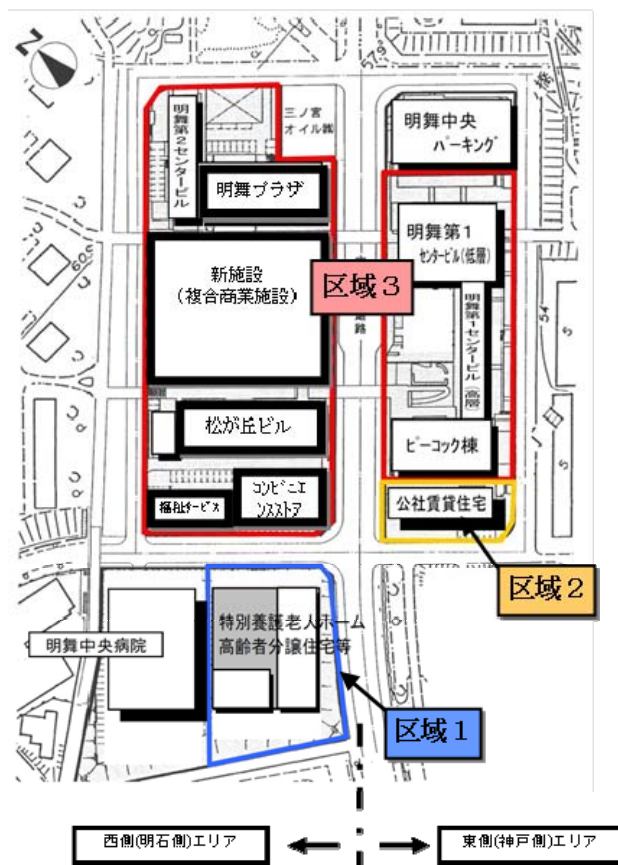 N
57.9
橋
三ノ宮
オイル㈱
明舞第2センタービル
明舞プラザ
明舞中央
パーキング
60.
新施設
(複合商業施設)
区域3
道路
明舞第1
センタービル(低層)
明舞第1センタービル(高層)
54
S
松が丘ビル
ピーコック棟
S
福祉サービス
コンビニエ
ンスストア
公社賃貸住宅
区域2
明舞中央病院
特別養護老人ホーム
高齢者分譲住宅等
区域1
西側(明石側)エリア
東側(神戸側)エリア